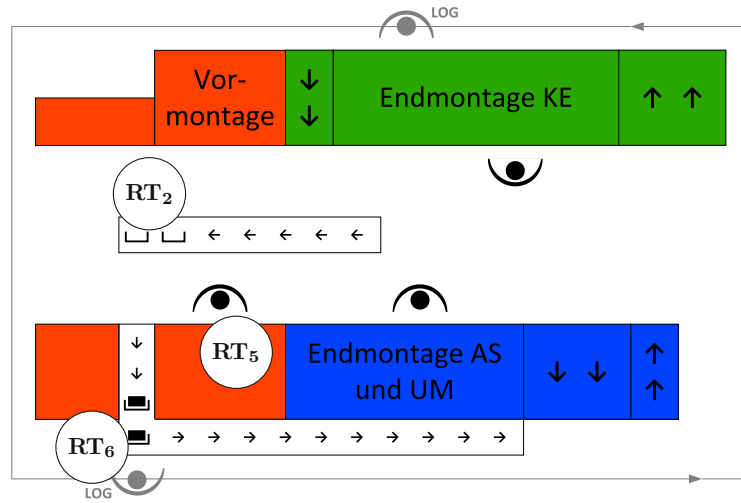 LOG
Vor-
montage
Endmontage KE
RT2
RT5
Endmontage AS
und UM
RT6
LOG